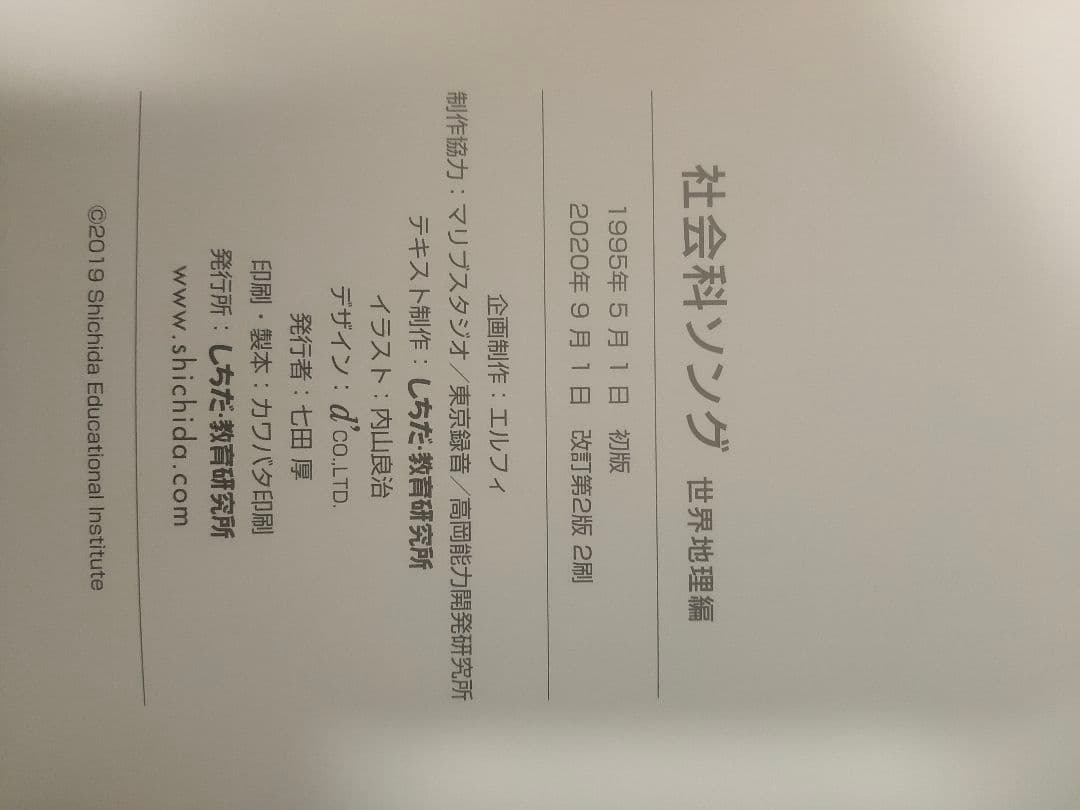 社会科ソング 世界地理編
1995年 5 月 1 日 初版
2020年 9 月 1 日 改訂第2版 2刷
企画制作：エルフィ
制作協力：マリブスタジオ／東京録音／高岡能力開発研究所
テキスト制作：しちだ・教育研究所
イラスト：内山良治
デザイン：d’CO.,LTD.
発行者：七田 厚
印刷・製本：カワバタ印刷
発行所：しちだ・教育研究所
www.shichida.com
©2019 Shichida Educational Institute